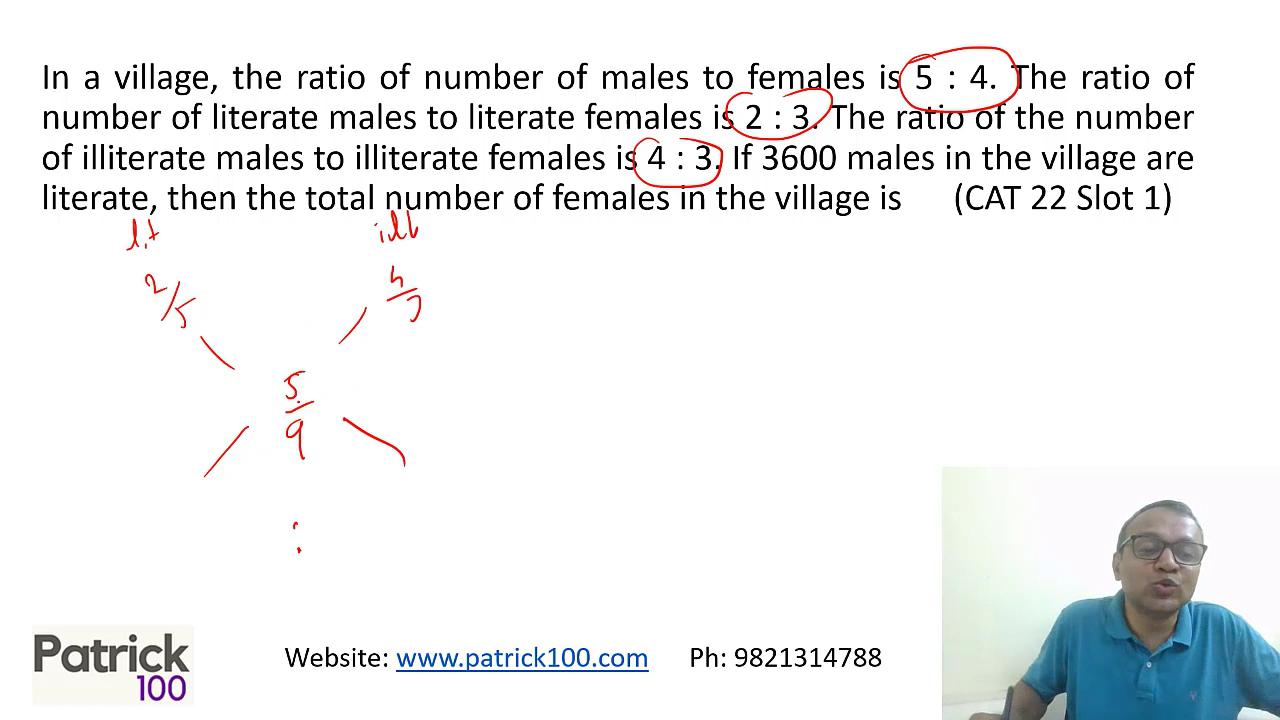 In a village, the ratio of number of males to females is 5 : 4. The ratio of
number of literate males to literate females is 2 : 3. The ratio of the number
of illiterate males to illiterate females is 4 : 3. If 3600 males in the village are
literate, then the total number of females in the village is (CAT 22 Slot 1)
lit
2/5
4/7
5/9
:
Patrick
100
Website: www.patrick100.com Ph: 9821314788